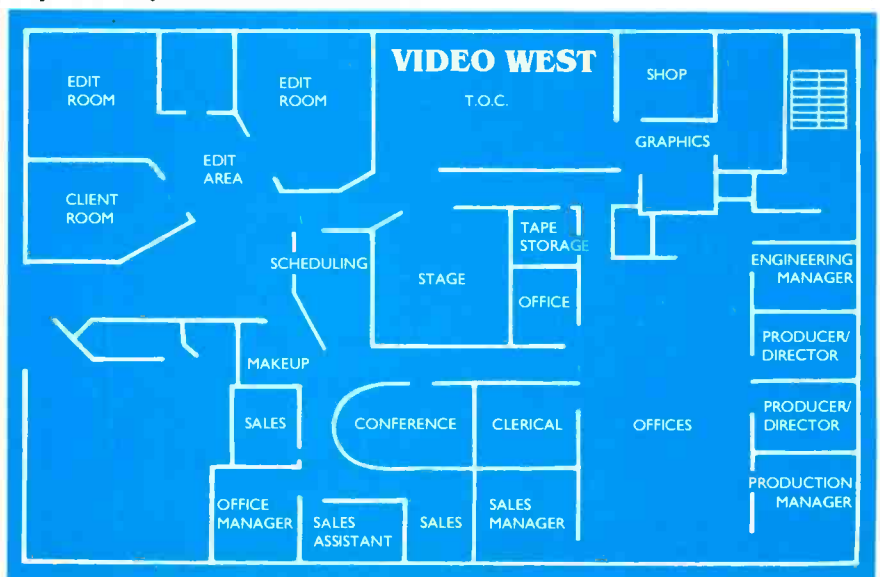 VIDEO WEST
T.O.C.
EDIT
ROOM
EDIT
ROOM
SHOP
GRAPHICS
EDIT
AREA
CLIENT
ROOM
TAPE
STORAGE
SCHEDULING
STAGE
OFFICE
ENGINEERING
MANAGER
PRODUCER/
DIRECTOR
MAKEUP
SALES
CONFERENCE
CLERICAL
OFFICES
PRODUCER/
DIRECTOR
OFFICE
MANAGER
SALES
ASSISTANT
SALES
SALES
MANAGER
PRODUCTION
MANAGER